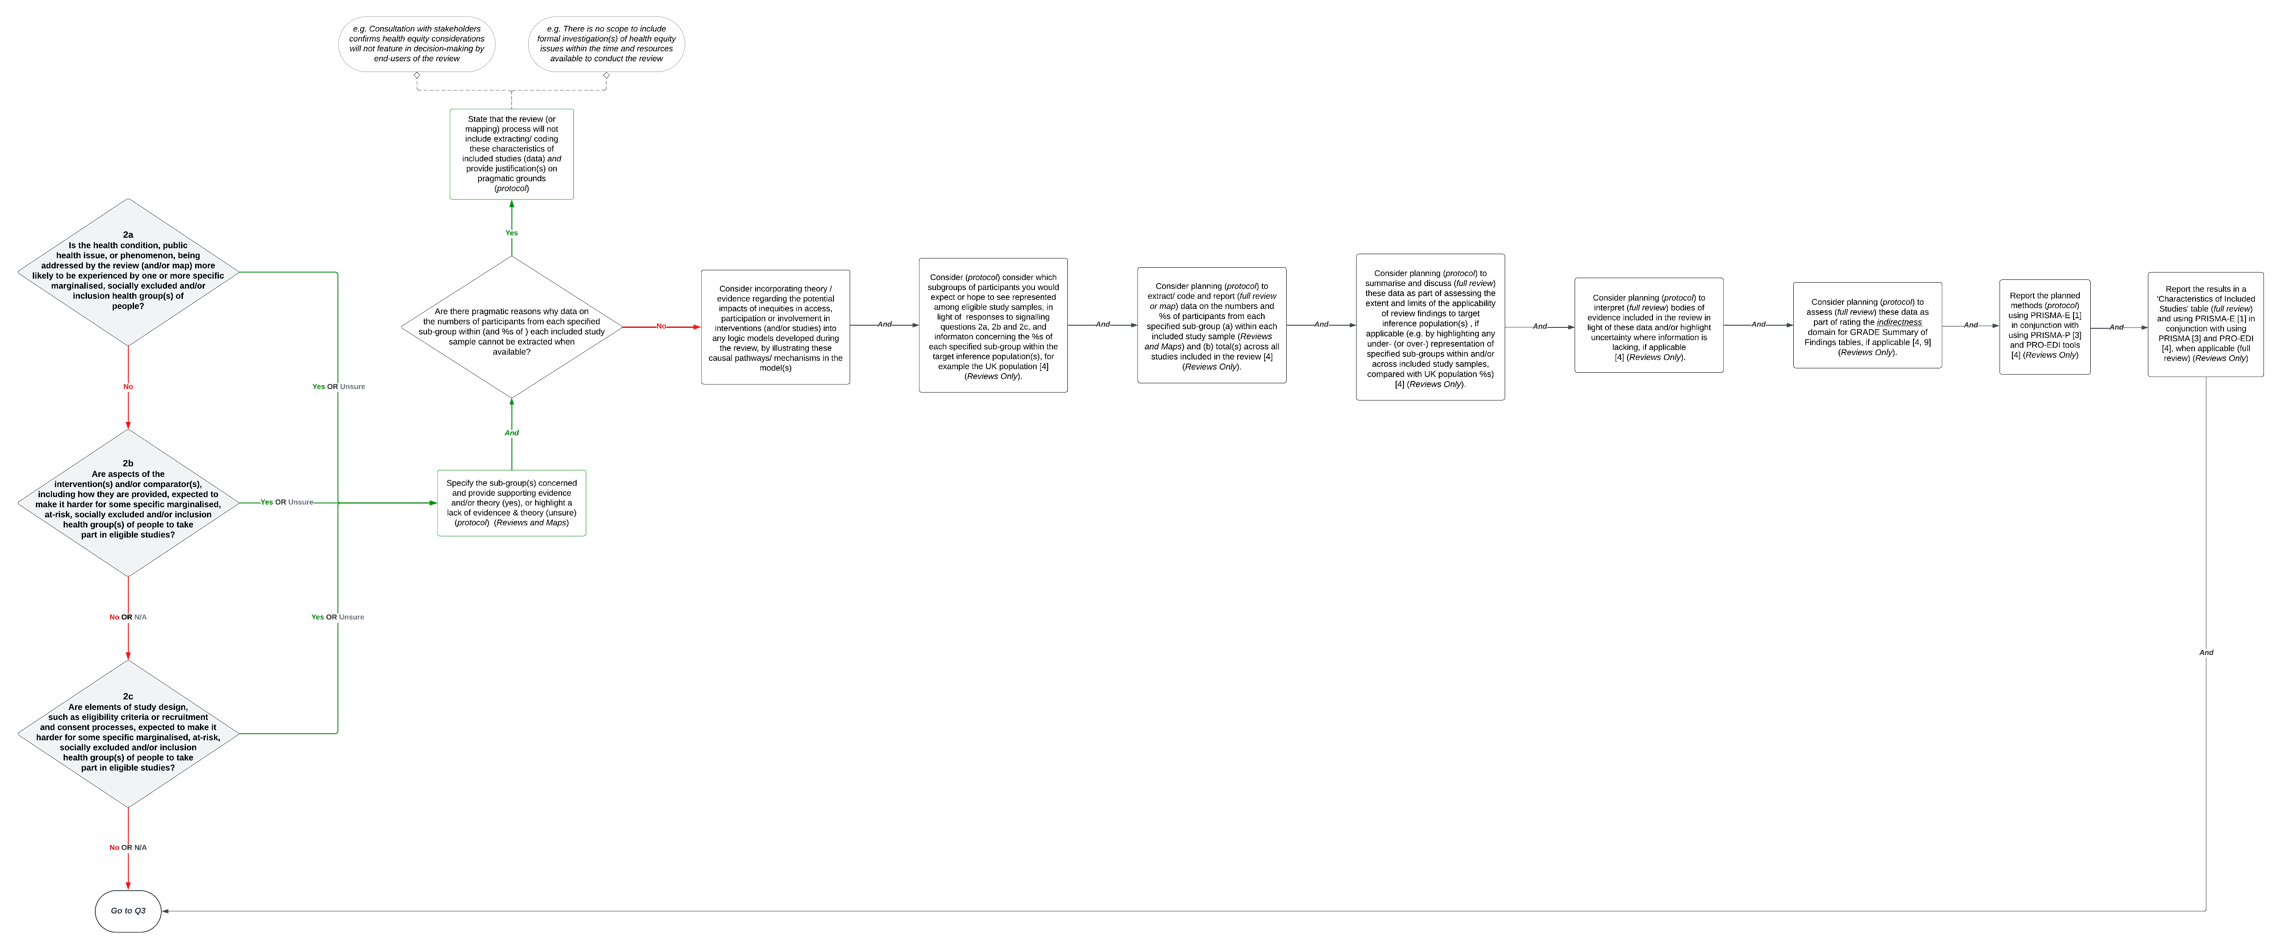 e.g. Consultation with stakeholders
confirms health equity considerations
will not feature in decision-making by
end-users of the review
e.g. There is no scope to include
formal investigation(s) of health equity
issues within the time and resources
available to conduct the review
State that the review (or
mapping) process will not
include extracting/ coding
these characteristics of
included studies (data) and
provide justification(s) on
pragmatic grounds
(protocol)
Yes
2a
Is the health condition, public
health issue, or phenomenon, being
addressed by the review (and/or map) more
likely to be experienced by one or more specific
marginalised, socially excluded and/or
inclusion health group(s) of
people?
No
Yes OR Unsure
2b
Are aspects of the
intervention(s) and/or comparator(s),
including how they are provided, expected to
make it harder for some specific marginalised,
at-risk, socially excluded and/or inclusion
health group(s) of people to take
part in eligible studies?
Yes OR Unsure
No OR N/A
Yes OR Unsure
2c
Are elements of study design,
such as eligibility criteria or recruitment
and consent processes, expected to make it
harder for some specific marginalised, at-risk,
socially excluded and/or inclusion
health group(s) of people to take
part in eligible studies?
No OR N/A
Go to Q3
Specify the sub-group(s) concerned
and provide supporting evidence
and/or theory (yes), or highlight a
lack of evidencee & theory (unsure)
(protocol) (Reviews and Maps)
And
Are there pragmatic reasons why data on
the numbers of participants from each specified
sub-group within (and %s of ) each included study
sample cannot be extracted when
available?
No
Consider incorporating theory /
evidence regarding the potential
impacts of inequities in access,
participation or involvement in
interventions (and/or studies) into
any logic models developed during
the review, by illustrating these
causal pathways/ mechanisms in the
model(s)
And
Consider (protocol) consider which
subgroups of participants you would
expect or hope to see represented
among eligible study samples, in
light of responses to signalling
questions 2a, 2b and 2c, and
informaton concerning the %s of
each specified sub-group within the
target inference population(s), for
example the UK population [4]
(Reviews Only).
And
Consider planning (protocol) to
extract/ code and report (full review
or map) data on the numbers and
%s of participants from each
specified sub-group (a) within each
included study sample (Reviews
and Maps) and (b) total(s) across all
studies included in the review [4]
(Reviews Only).
And
Consider planning (protocol) to
summarise and discuss (full review)
these data as part of assessing the
extent and limits of the applicability
of review findings to target
inference population(s) , if
applicable (e.g. by highlighting any
under- (or over-) representation of
specified sub-groups within and/or
across included study samples,
compared with UK population %s)
[4] (Reviews Only).
And
Consider planning (protocol) to
interpret (full review) bodies of
evidence included in the review in
light of these data and/or highlight
uncertainty where information is
lacking, if applicable
[4] (Reviews Only).
And
Consider planning (protocol) to
assess (full review) these data as
part of rating the indirectness
domain for GRADE Summary of
Findings tables, if applicable [4, 9]
(Reviews Only).
And
Report the planned
methods (protocol)
using PRISMA-E [1]
in conjunction with
using PRISMA-P [3]
and PRO-EDI tools
[4] (Reviews Only)
And
Report the results in a
'Characteristics of Included
Studies' table (full review)
and using PRISMA-E [1] in
conjunction with using
PRISMA [3] and PRO-EDI
[4], when applicable (full
review) (Reviews Only)
And